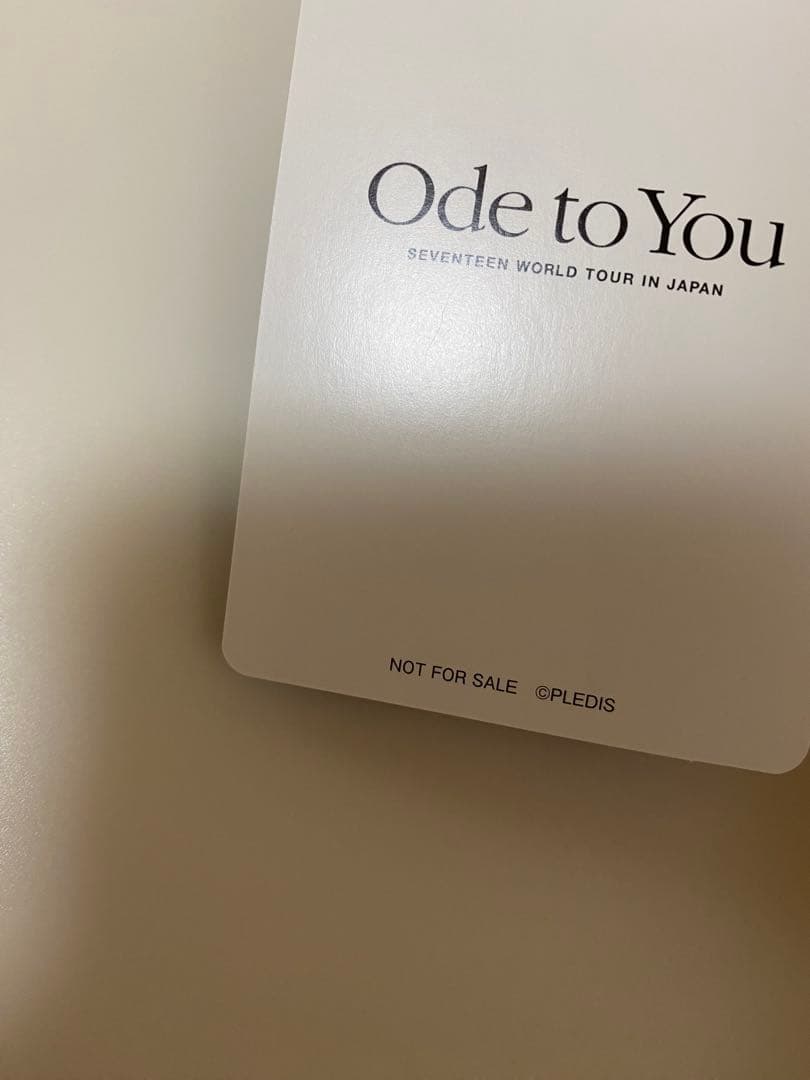 Ode to You
SEVENTEEN WORLD TOUR IN JAPAN
NOT FOR SALE ©PLEDIS